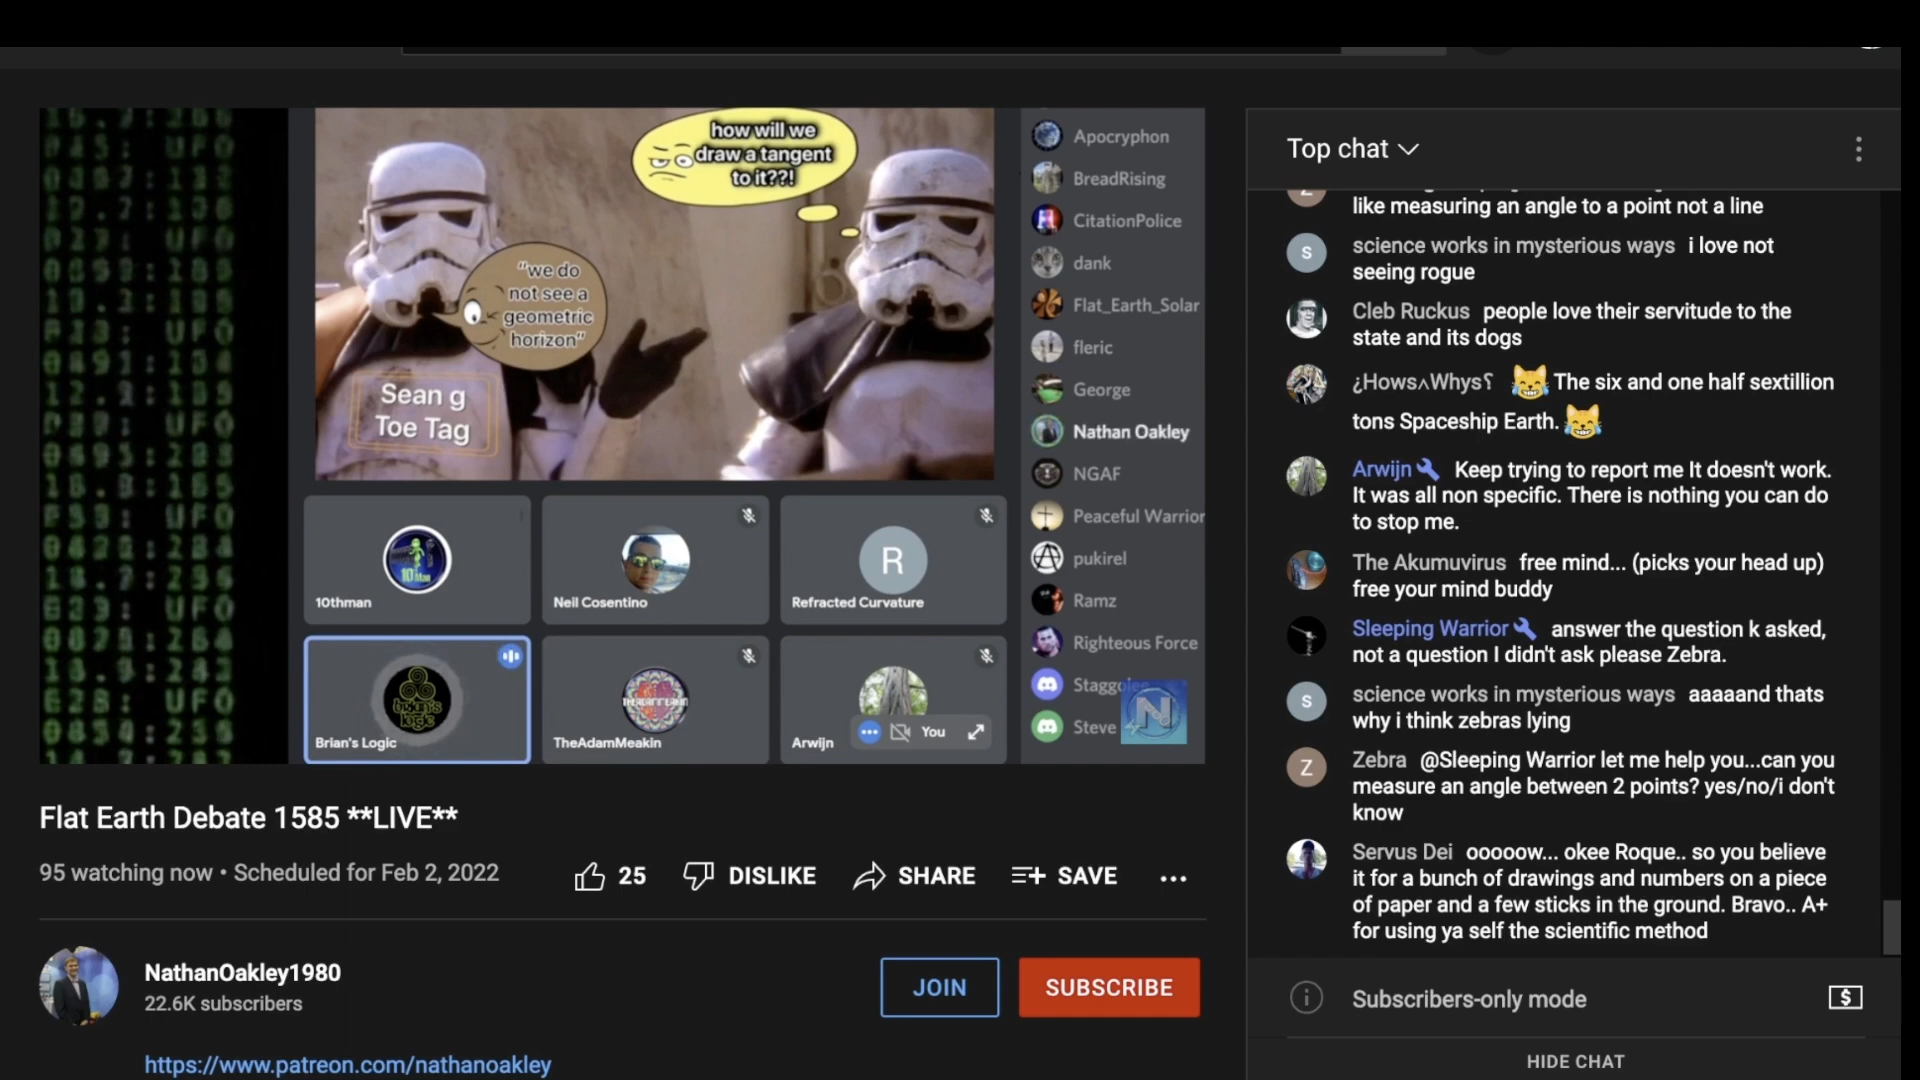 how will we
draw a tangent
to it??!
"we do
not see a
geometric
horizon"
Sean g
Toe Tag
10thman
Neil Cosentino
R
Refracted Curvature
Brian's Logic
TheAdamMeakin
Arwijn
You
Apocryphon
BreadRising
CitationPolice
dank
Flat_Earth_Solar
fleric
George
Nathan Oakley
NGAF
Peaceful Warrior
pukirel
Ramz
Righteous Force
Steve
N
Flat Earth Debate 1585 **LIVE**
95 watching now • Scheduled for Feb 2, 2022
25
DISLIKE
SHARE
SAVE
NathanOakley1980
22.6K subscribers
JOIN
SUBSCRIBE
https://www.patreon.com/nathanoakley
Top chat
like measuring an angle to a point not a line
S
science works in mysterious ways i love not
seeing rogue
Cleb Ruckus people love their servitude to the
state and its dogs
¿Hows∧Whys⸮ 😹 The six and one half sextillion
tons Spaceship Earth. 😹
Arwijn Keep trying to report me It doesn't work.
It was all non specific. There is nothing you can do
to stop me.
The Akumuvirus free mind... (picks your head up)
free your mind buddy
Sleeping Warrior answer the question k asked,
not a question I didn't ask please Zebra.
S
science works in mysterious ways aaaaand thats
why i think zebras lying
Z
Zebra @Sleeping Warrior let me help you...can you
measure an angle between 2 points? yes/no/i don't
know
Servus Dei ooooow... okee Roque.. so you believe
it for a bunch of drawings and numbers on a piece
of paper and a few sticks in the ground. Bravo.. A+
for using ya self the scientific method
Subscribers-only mode
HIDE CHAT